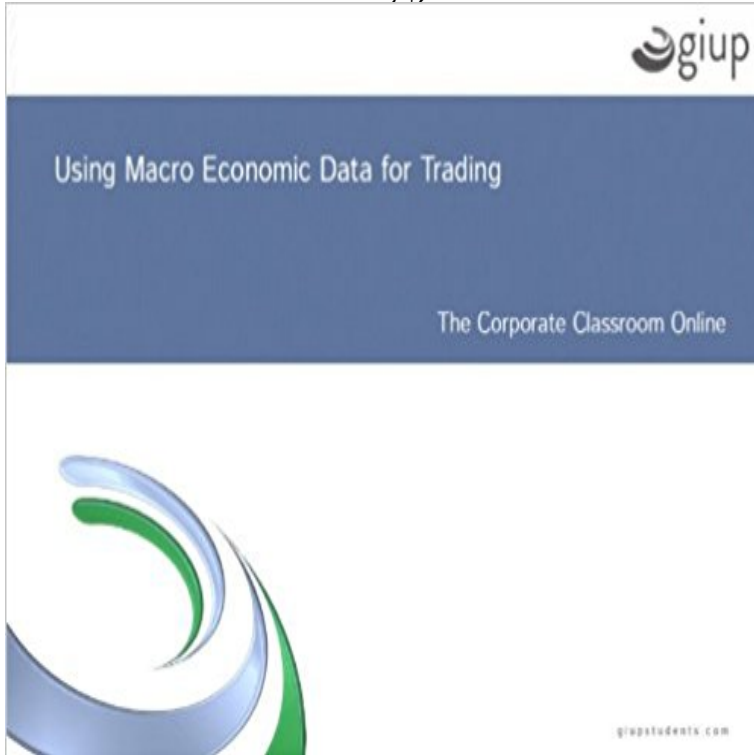 giup
Using Macro Economic Data for Trading
The Corporate Classroom Online
giupstudents.com